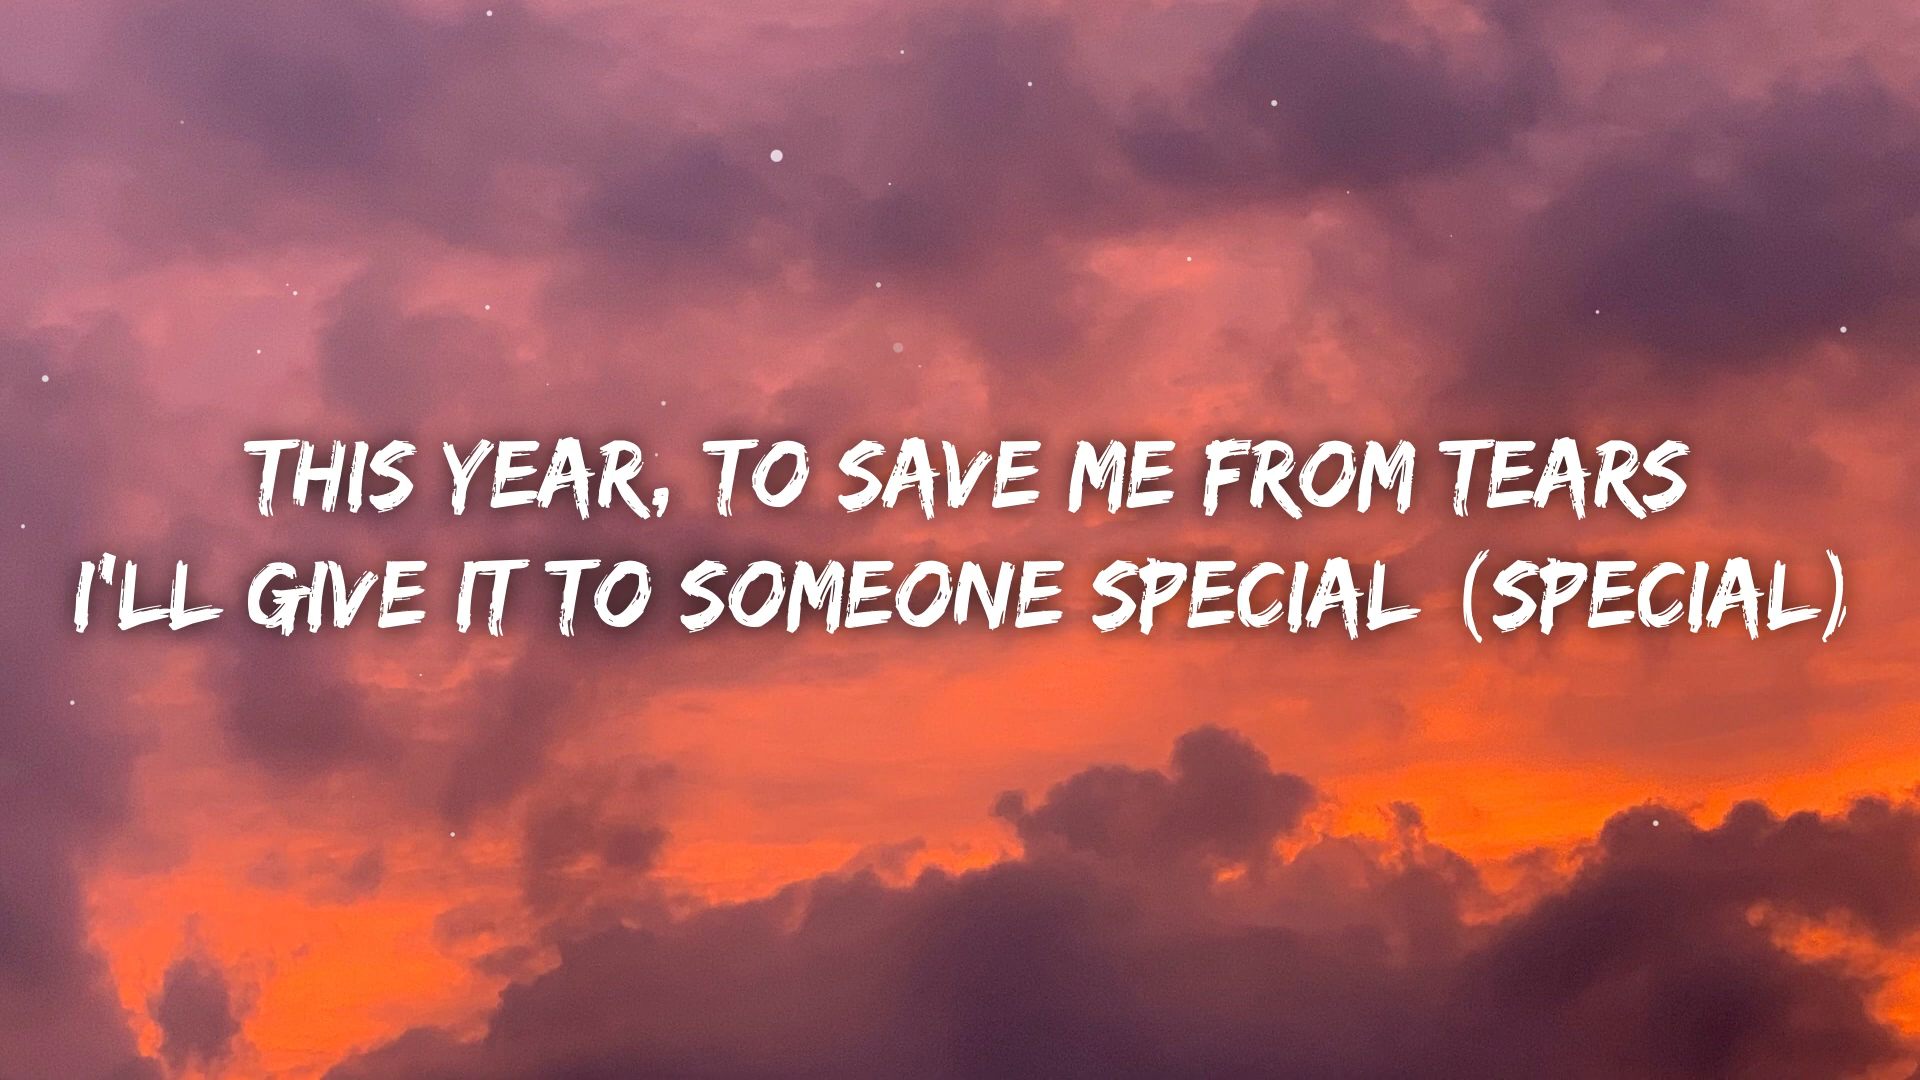 THIS YEAR, TO SAVE ME FROM TEARS
I'LL GIVE IT TO SOMEONE SPECIAL (SPECIAL)